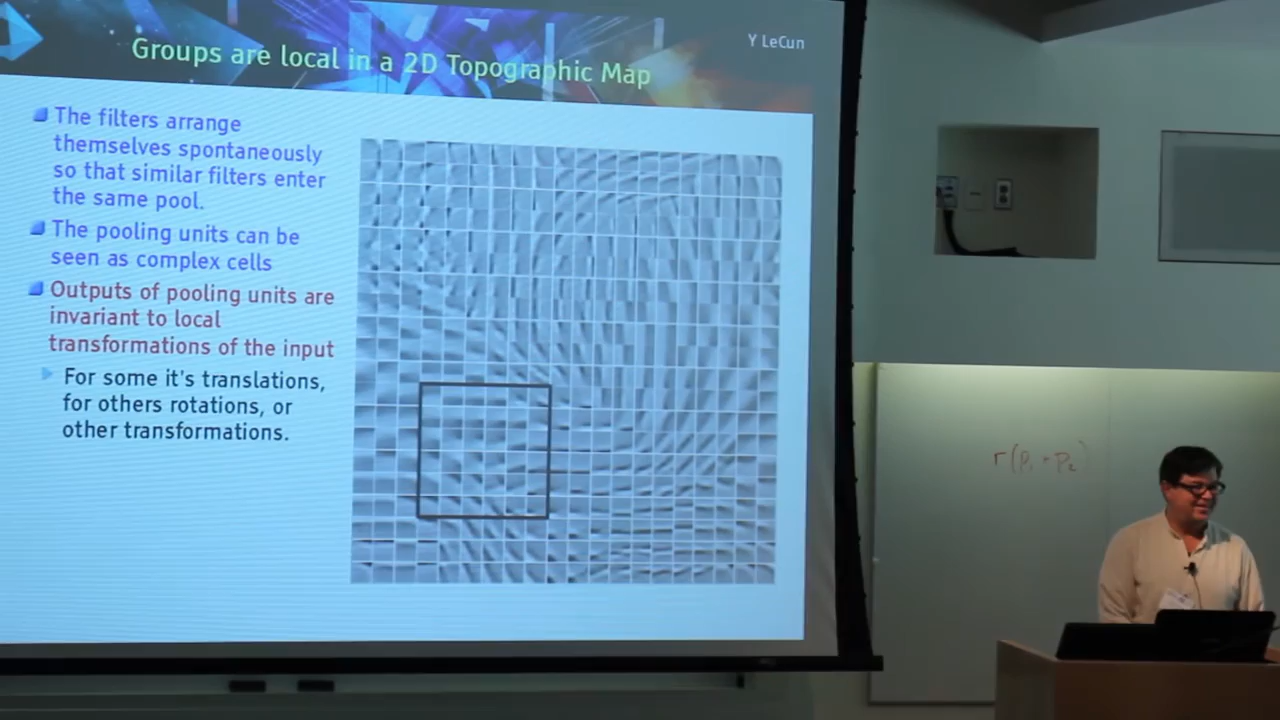 Groups are local in a 2D Topographic Map
Y LeCun
The filters arrange
themselves spontaneously
so that similar filters enter
the same pool.
The pooling units can be
seen as complex cells
Outputs of pooling units are
invariant to local
transformations of the input
For some it's translations,
for others rotations, or
other transformations.
r(p₁ + p₂)